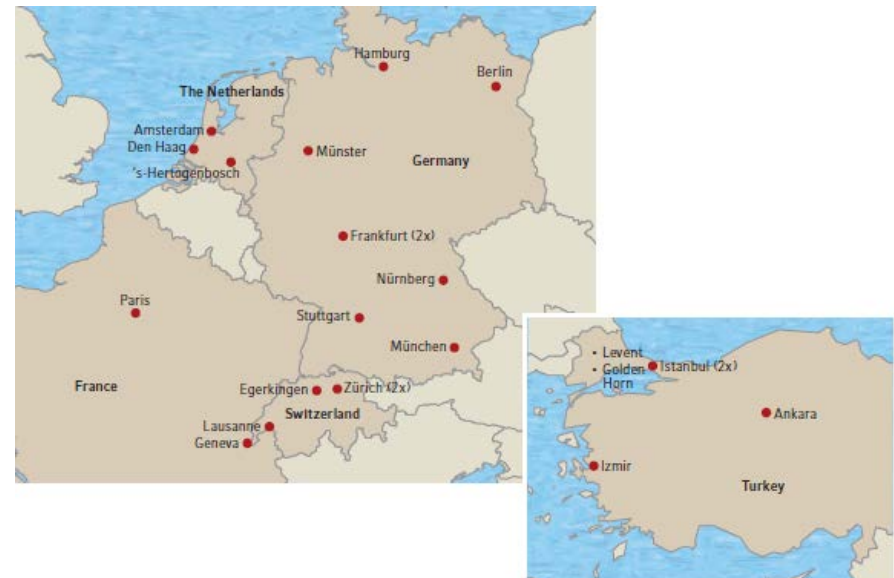 Hamburg
Berlin
The Netherlands
Amsterdam
Den Haag
Münster
Germany
's-Hertogenbosch
Frankfurt (2x)
Nürnberg
Paris
Stuttgart
München
France
Egerkingen
Zürich (2x)
Switzerland
Lausanne
Geneva
• Levent
• Golden
Horn
Istanbul (2x)
Ankara
Izmir
Turkey